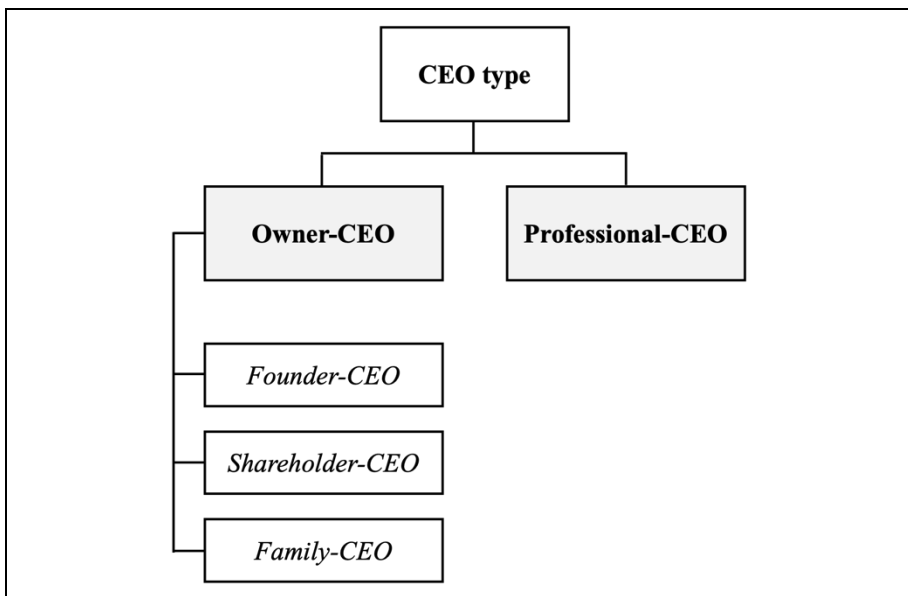 CEO type
Owner-CEO
Professional-CEO
Founder-CEO
Shareholder-CEO
Family-CEO